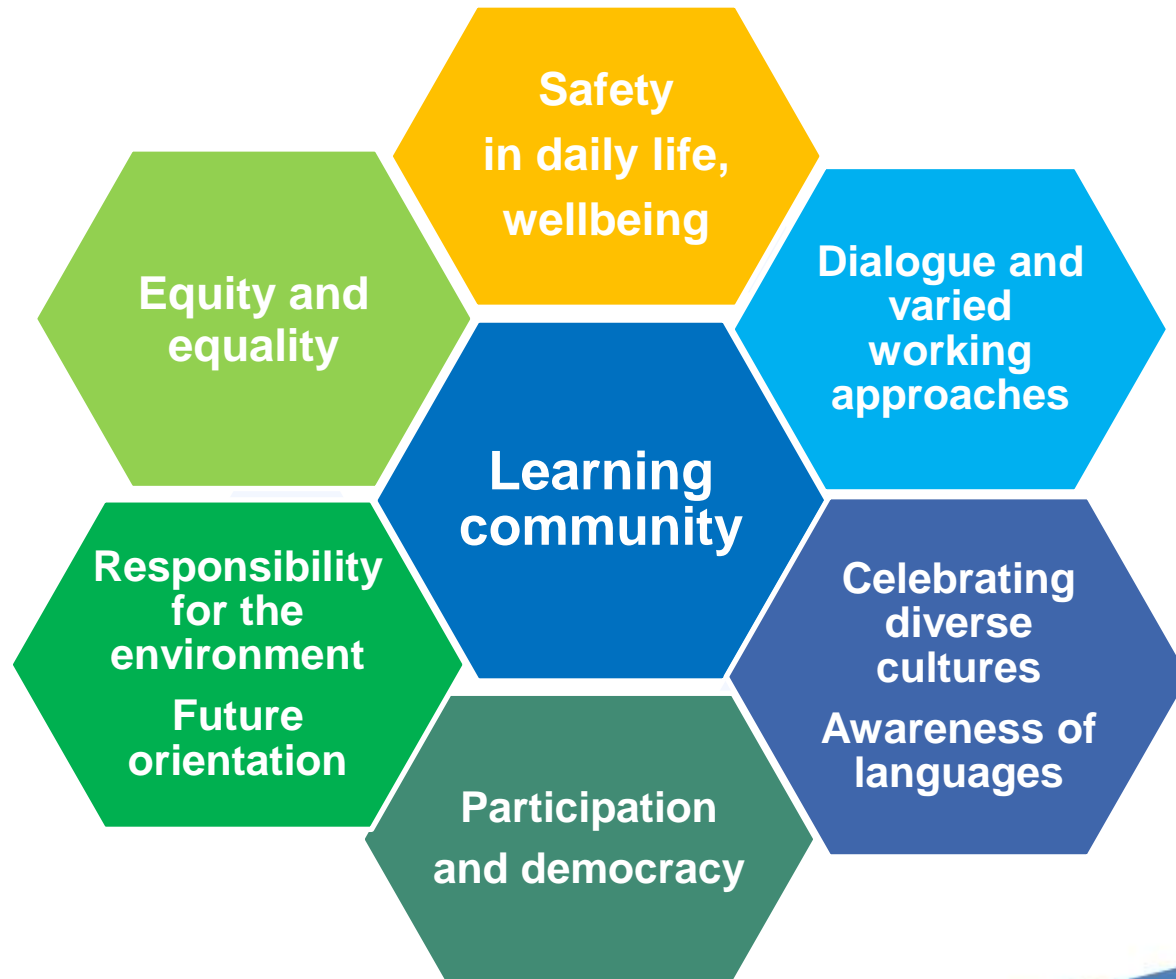 Safety
in daily life,
wellbeing
Equity and
equality
Dialogue and
varied
working
approaches
Learning
community
Responsibility
for the
environment
Future
orientation
Celebrating
diverse
cultures
Awareness of
languages
Participation
and democracy